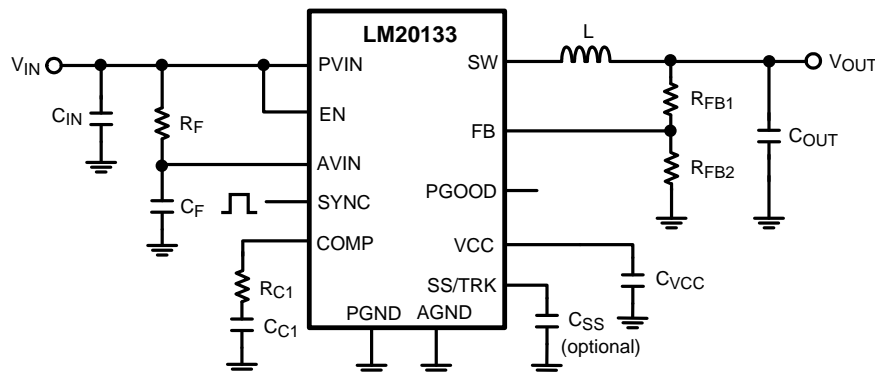 LM20133
L
VIN
PVIN
SW
VOUT
CIN
RF
EN
RFB1
FB
COUT
AVIN
RFB2
CF
SYNC
PGOOD
COMP
VCC
RC1
SS/TRK
CVCC
CC1
PGND
AGND
CSS
(optional)